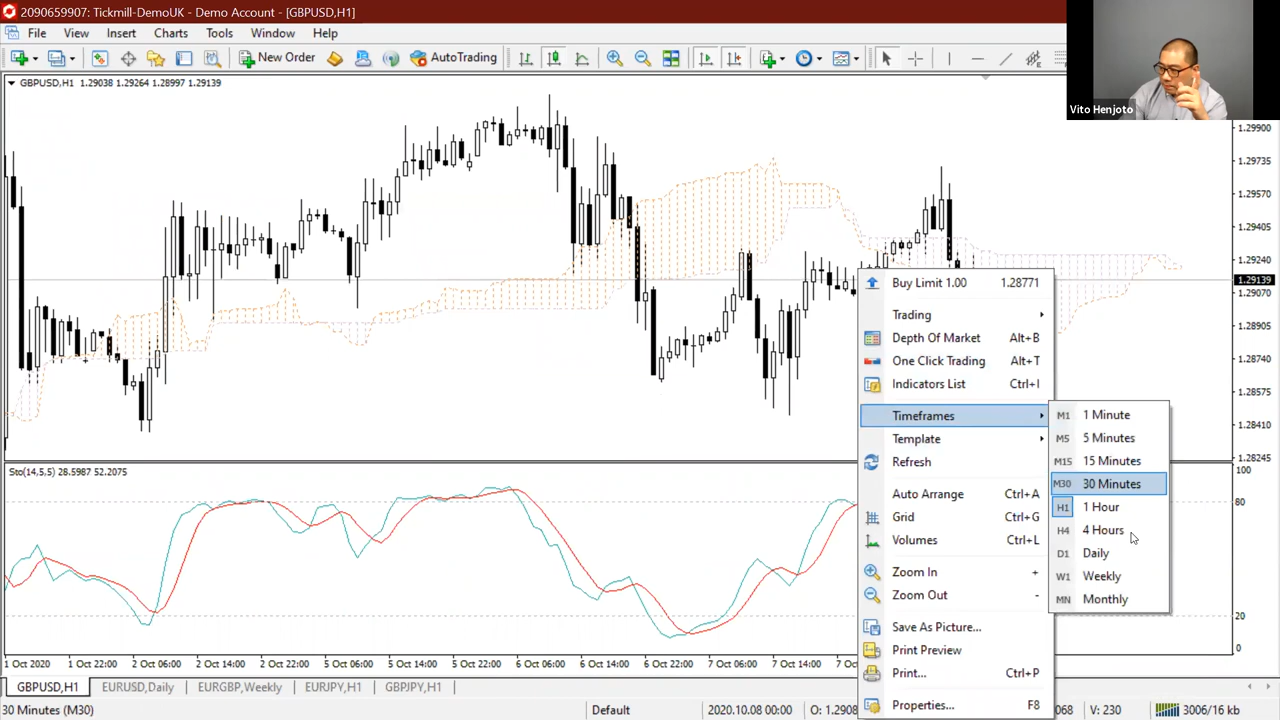 2090659907: Tickmill-DemoUK - Demo Account - [GBPUSD,H1]
File View Insert Charts Tools Window Help
New Order AutoTrading
Vito Henjoto
GBPUSD,H1 1.29038 1.29264 1.28997 1.29139
1.29900
1.29735
1.29570
1.29405
1.29240
1.29139
1.29070
1.28905
1.28740
1.28575
1.28410
1.28245
Buy Limit 1.00 1.28771
Trading
Depth Of Market Alt+B
One Click Trading Alt+T
Indicators List Ctrl+I
Timeframes
Template
Refresh
Auto Arrange Ctrl+A
Grid Ctrl+G
Volumes Ctrl+L
Zoom In +
Zoom Out -
Save As Picture...
Print Preview
Print... Ctrl+P
Properties... F8
M1 1 Minute
M5 5 Minutes
M15 15 Minutes
M30 30 Minutes
H1 1 Hour
H4 4 Hours
D1 Daily
W1 Weekly
MN Monthly
Sto(14,5,5) 28.5987 52.2075
100
80
20
0
1 Oct 2020 1 Oct 22:00 2 Oct 06:00 2 Oct 14:00 2 Oct 22:00 5 Oct 06:00 5 Oct 14:00 5 Oct 22:00 6 Oct 06:00 6 Oct 14:00 6 Oct 22:00 7 Oct 06:00 7 Oct 14:00 7 Oc
GBPUSD,H1 EURUSD,Daily EURGBP,Weekly EURJPY,H1 GBPJPY,H1
30 Minutes (M30) Default 2020.10.08 00:00 O: 1.2908 068 V: 230 3006/16 kb